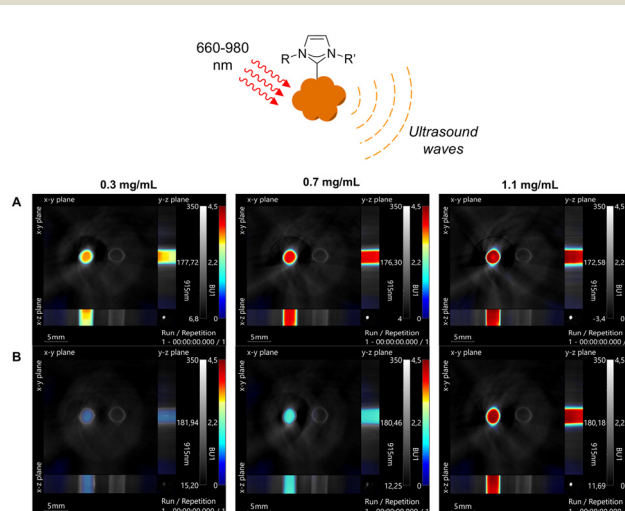 660-980
nm
N
N
R
R'
Ultrasound
waves
0.3 mg/mL
0.7 mg/mL
1.1 mg/mL
A
x-y plane
y-z plane
350
4,5
x-y plane
177,72
2,2
915nm
BU1
x-z plane
6,8
0
0
5mm
Run / Repetition
1 - 00:00:00.000 / 1
x-y plane
y-z plane
350
4,5
x-y plane
176,30
2,2
915nm
BU1
x-z plane
4
0
0
5mm
Run / Repetition
1 - 00:00:00.000 / 1
x-y plane
y-z plane
350
4,5
x-y plane
172,58
2,2
915nm
BU1
x-z plane
-3,4
0
5mm
Run / Repetition
1 - 00:00:00.000 / 1
B
x-y plane
y-z plane
350
4,5
x-y plane
181,94
2,2
915nm
BU1
x-z plane
15,20
0
5mm
Run / Repetition
x-y plane
y-z plane
350
4,5
x-y plane
180,46
2,2
915nm
BU1
x-z plane
12,25
0
5mm
Run / Repetition
x-y plane
y-z plane
350
4,5
x-y plane
180,18
2,2
915nm
BU1
x-z plane
11,69
0
5mm
Run / Repetition